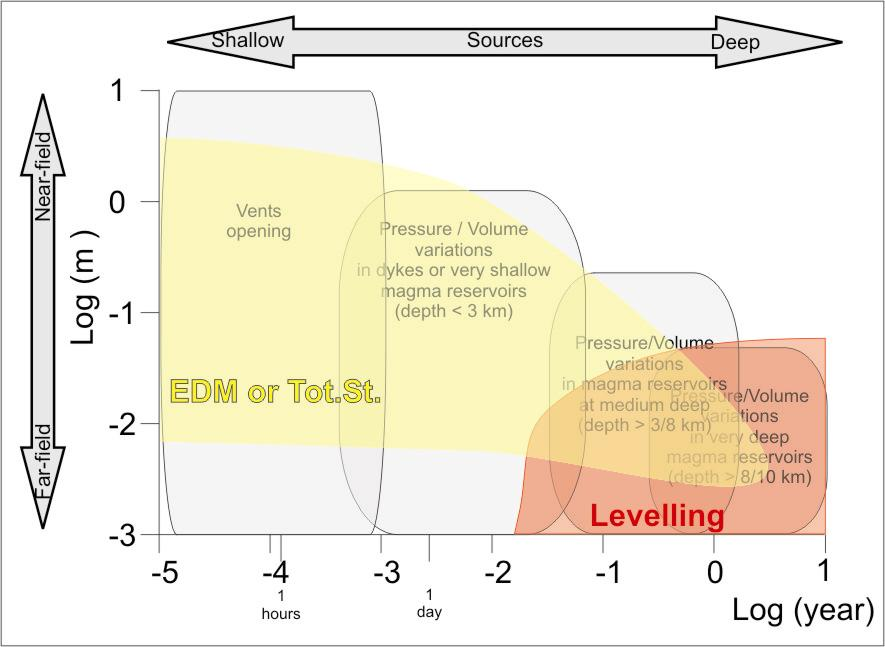 Shallow Sources Deep
Near-field
Far-field
Log (m )
1
0
-1
-2
-3
Vents
opening
Pressure / Volume
variations
in dykes or very shallow
magma reservoirs
(depth < 3 km)
Pressure/Volume
variations
in magma reservoirs
at medium deep
(depth > 3/8 km)
Pressure/Volume
variations
in very deep
magma reservoirs
(depth > 8/10 km)
EDM or Tot.St.
Levelling
-5 -4 -3 -2 -1 0 1
1
hours
1
day
Log (year)